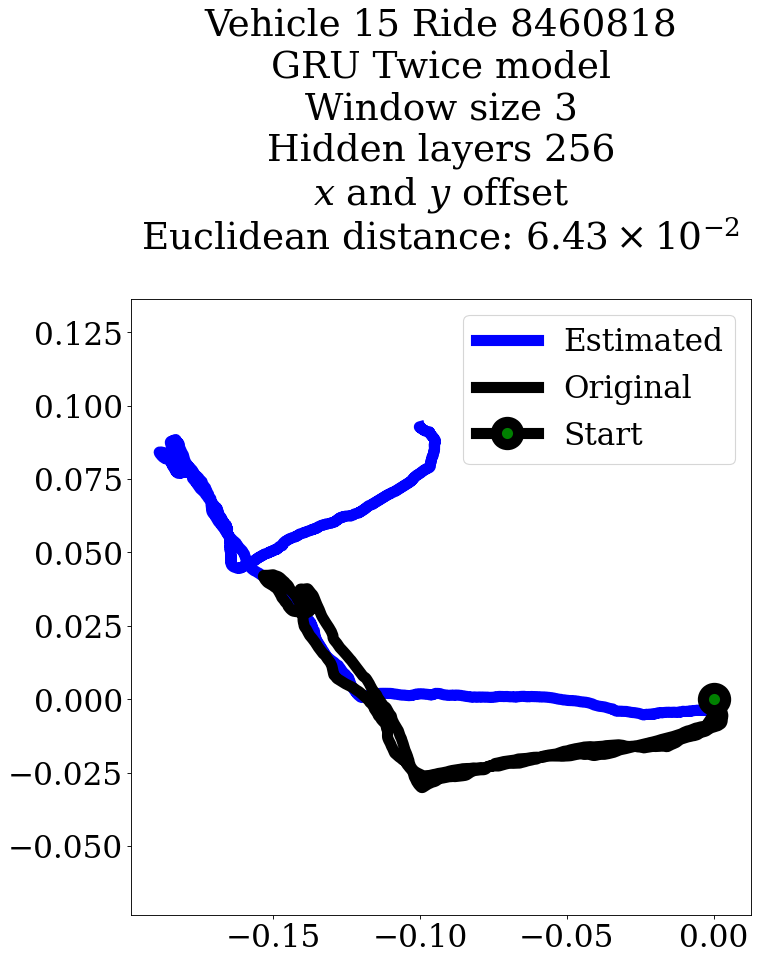 Vehicle 15 Ride 8460818
GRU Twice model
Window size 3
Hidden layers 256
x and y offset
Euclidean distance: 6.43 × 10⁻²
Estimated
Original
Start
0.125
0.100
0.075
0.050
0.025
0.000
−0.025
−0.050
−0.15 −0.10 −0.05 0.00